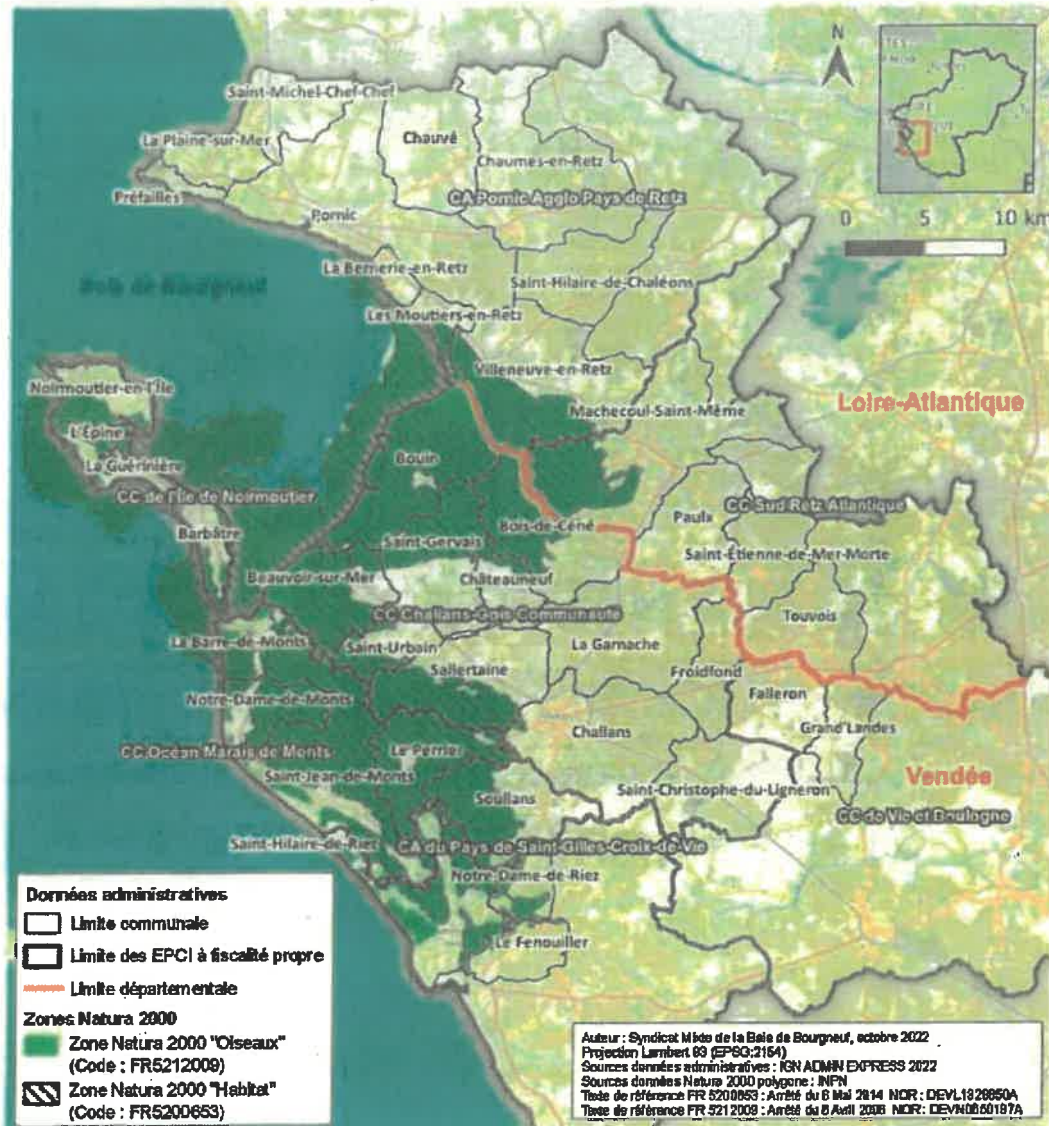 N
Saint-Michel-Chef-Chef
La Plaine-sur-Mer
Chauvé
Chaumes-en-Retz
Préfailles
CA Pornic Agglo Pays de Retz
Pornic
0 5 10 km
La Bernerie-en-Retz
Saint-Hilaire-de-Chaléons
Baie de Bourgneuf
Les Moutiers-en-Retz
Villeneuve-en-Retz
Noirmoutier-en-l'Île
Machecoul-Saint-Même
Loire-Atlantique
L'Épine
La Guérinière
Bouin
CC de l'Île de Noirmoutier
CC Sud Retz Atlantique
Paulx
Bois-de-Céné
Barbâtre
Saint-Gervais
Saint-Étienne-de-Mer-Morte
Beauvoir-sur-Mer
Châteauneuf
CC Challans-Gois Communauté
Touvois
La Barre-de-Monts
Saint-Urbain
La Garnache
Sallertaine
Froidfond
Notre-Dame-de-Monts
Falleron
Challans
Grand'Landes
CC Océan Marais de Monts
Le Perrier
Saint-Jean-de-Monts
Vendée
Soullans
Saint-Christophe-du-Ligneron
CC de Vie et Boulogne
Saint-Hilaire-de-Riez
CA du Pays de Saint-Gilles-Croix-de-Vie
Notre-Dame-de-Riez
Le Fenouiller
Données administratives
Limite communale
Limite des EPCI à fiscalité propre
Limite départementale
Zones Natura 2000
Zone Natura 2000 "Oiseaux"
(Code : FR5212009)
Zone Natura 2000 "Habitat"
(Code : FR5200653)
Auteur : Syndicat Mixte de la Baie de Bourgneuf, octobre 2022
Projection Lambert 93 (EPSG:2154)
Sources données administratives : IGN ADMIN EXPRESS 2022
Sources données Natura 2000 polygone : INPN
Texte de référence FR 5200653 : Arrêté du 6 Mai 2014 NOR : DEVL1328850A
Texte de référence FR 5212009 : Arrêté du 6 Avril 2006 NOR : DEVN0650197A